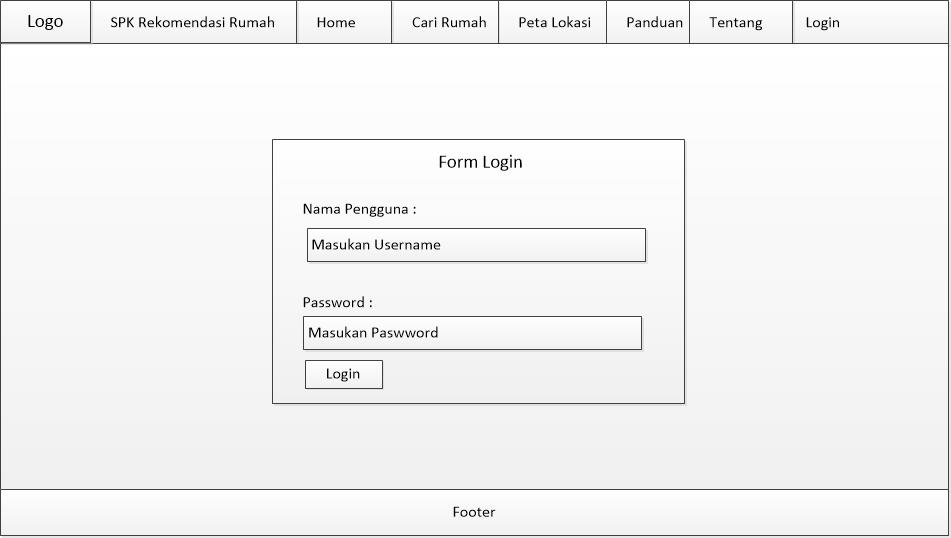 Logo SPK Rekomendasi Rumah Home Cari Rumah Peta Lokasi Panduan Tentang Login
Form Login
Nama Pengguna :
Masukan Username
Password :
Masukan Paswword
Login
Footer